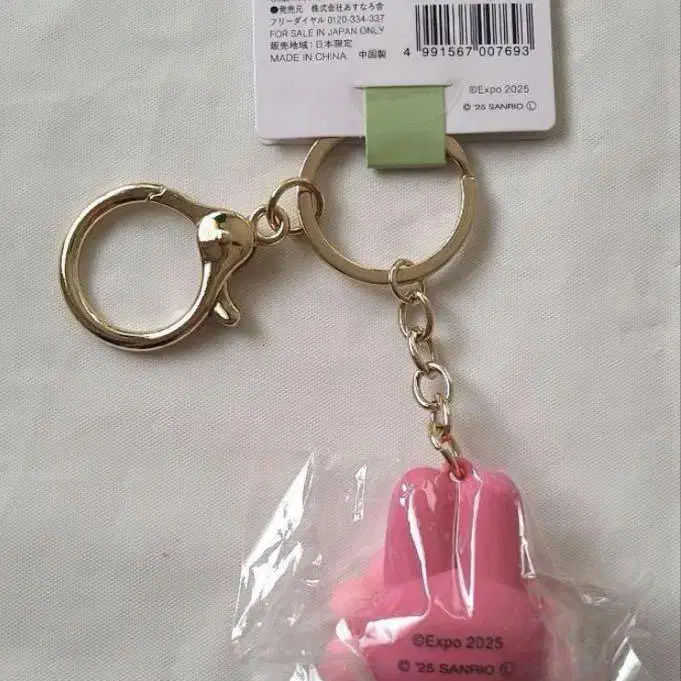 ●発売元 株式会社あすなろ舎
フリーダイヤル 0120-334-337
FOR SALE IN JAPAN ONLY
販売地域：日本限定
MADE IN CHINA 中国製
4 991567 007693
©Expo 2025
© '25 SANRIO Ⓛ
©Expo 2025
© '25 SANRIO Ⓛ